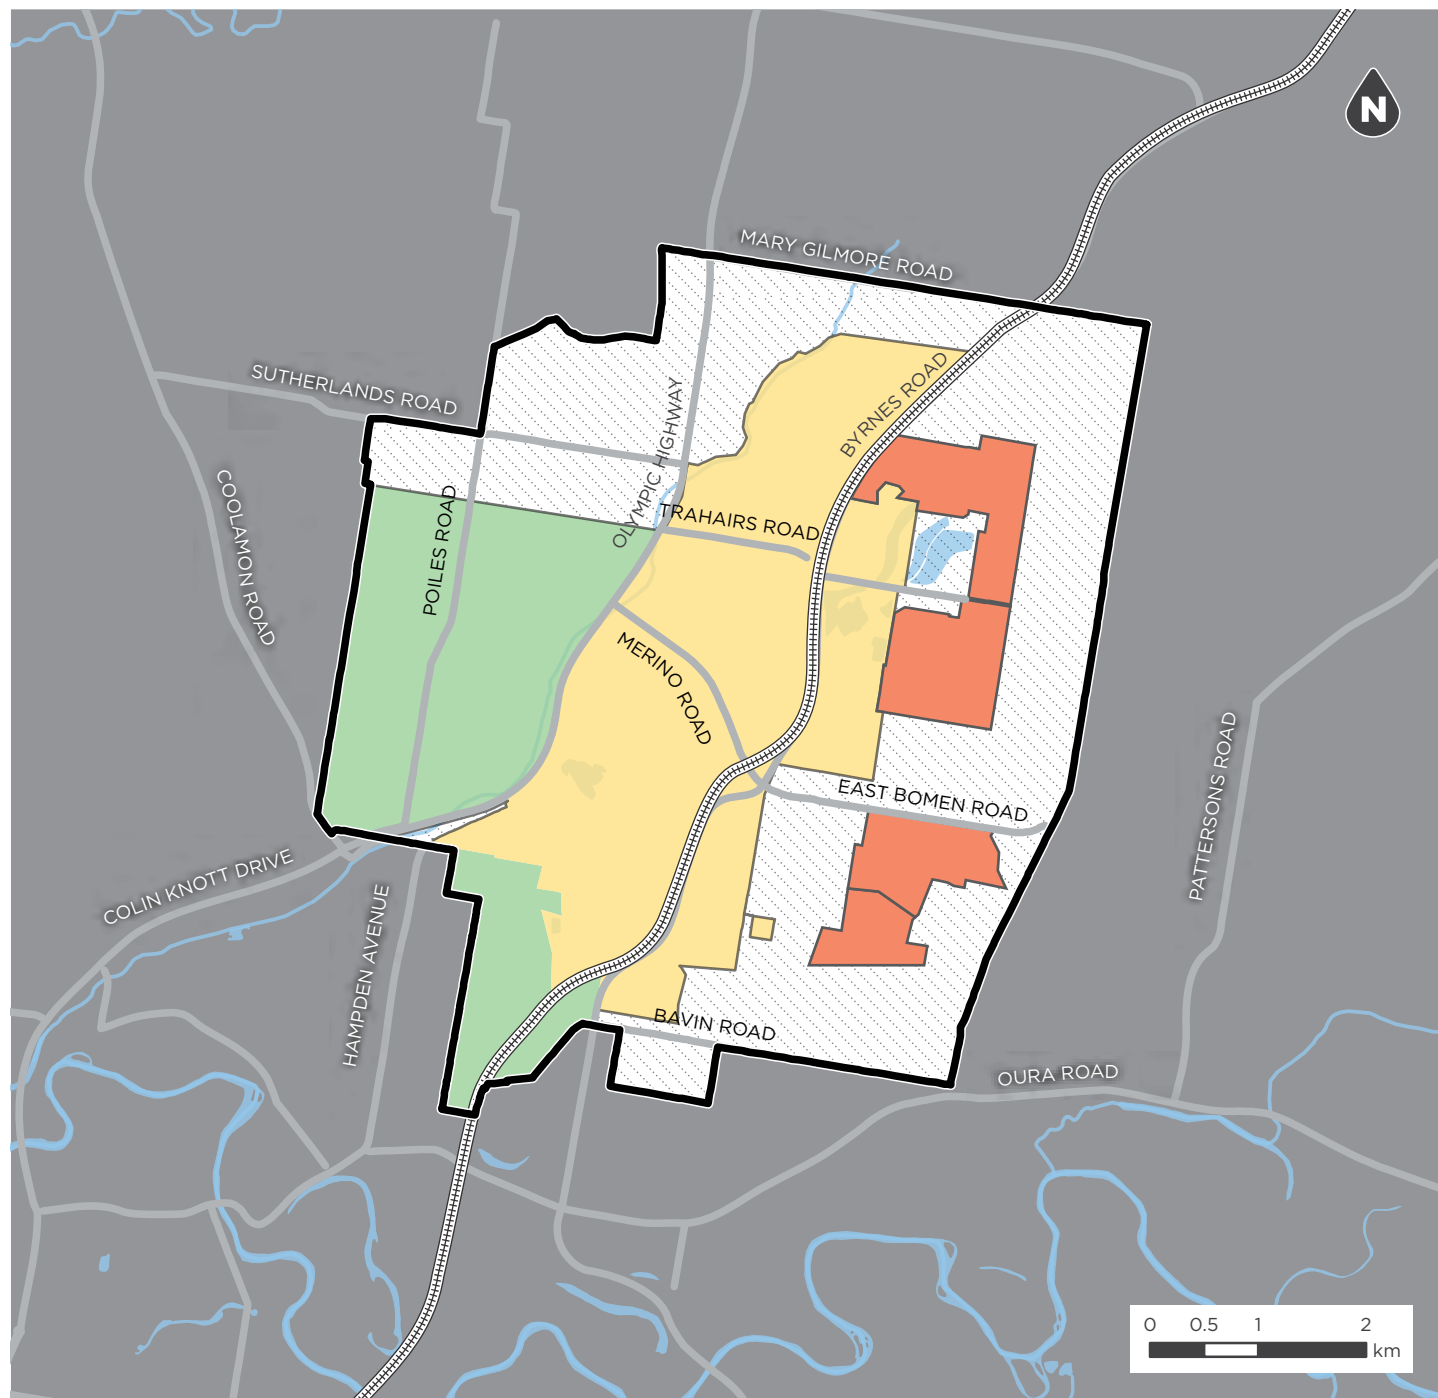 N
MARY GILMORE ROAD
SUTHERLANDS ROAD
BYRNES ROAD
OLYMPIC HIGHWAY
COOLAMON ROAD
POILES ROAD
TRAHAIRS ROAD
MERINO ROAD
PATTERSONS ROAD
EAST BOMEN ROAD
COLIN KNOTT DRIVE
HAMPDEN AVENUE
BAVIN ROAD
OURA ROAD
0 0.5 1 2
km